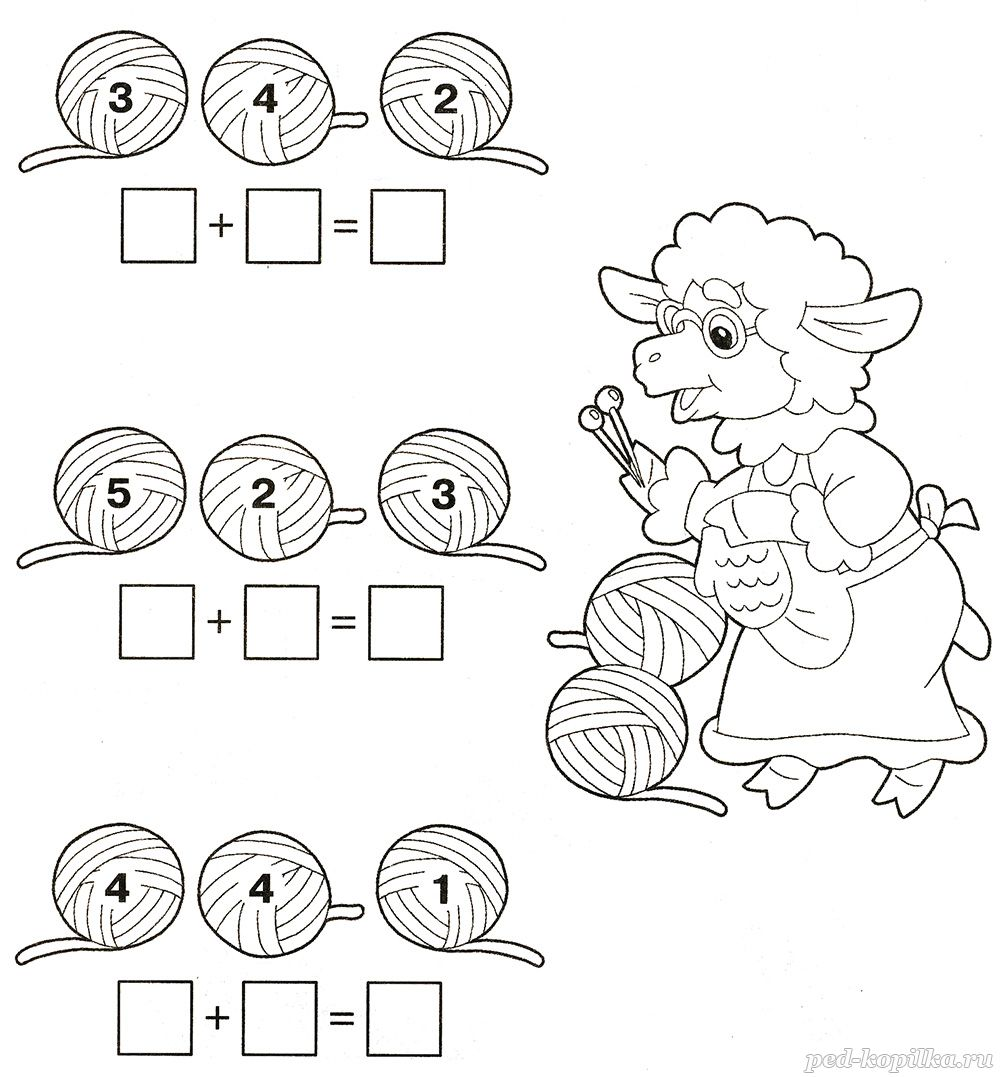 3 4 2
+ =
5 2 3
+ =
4 4 1
+ =
ped-kopilka.ru